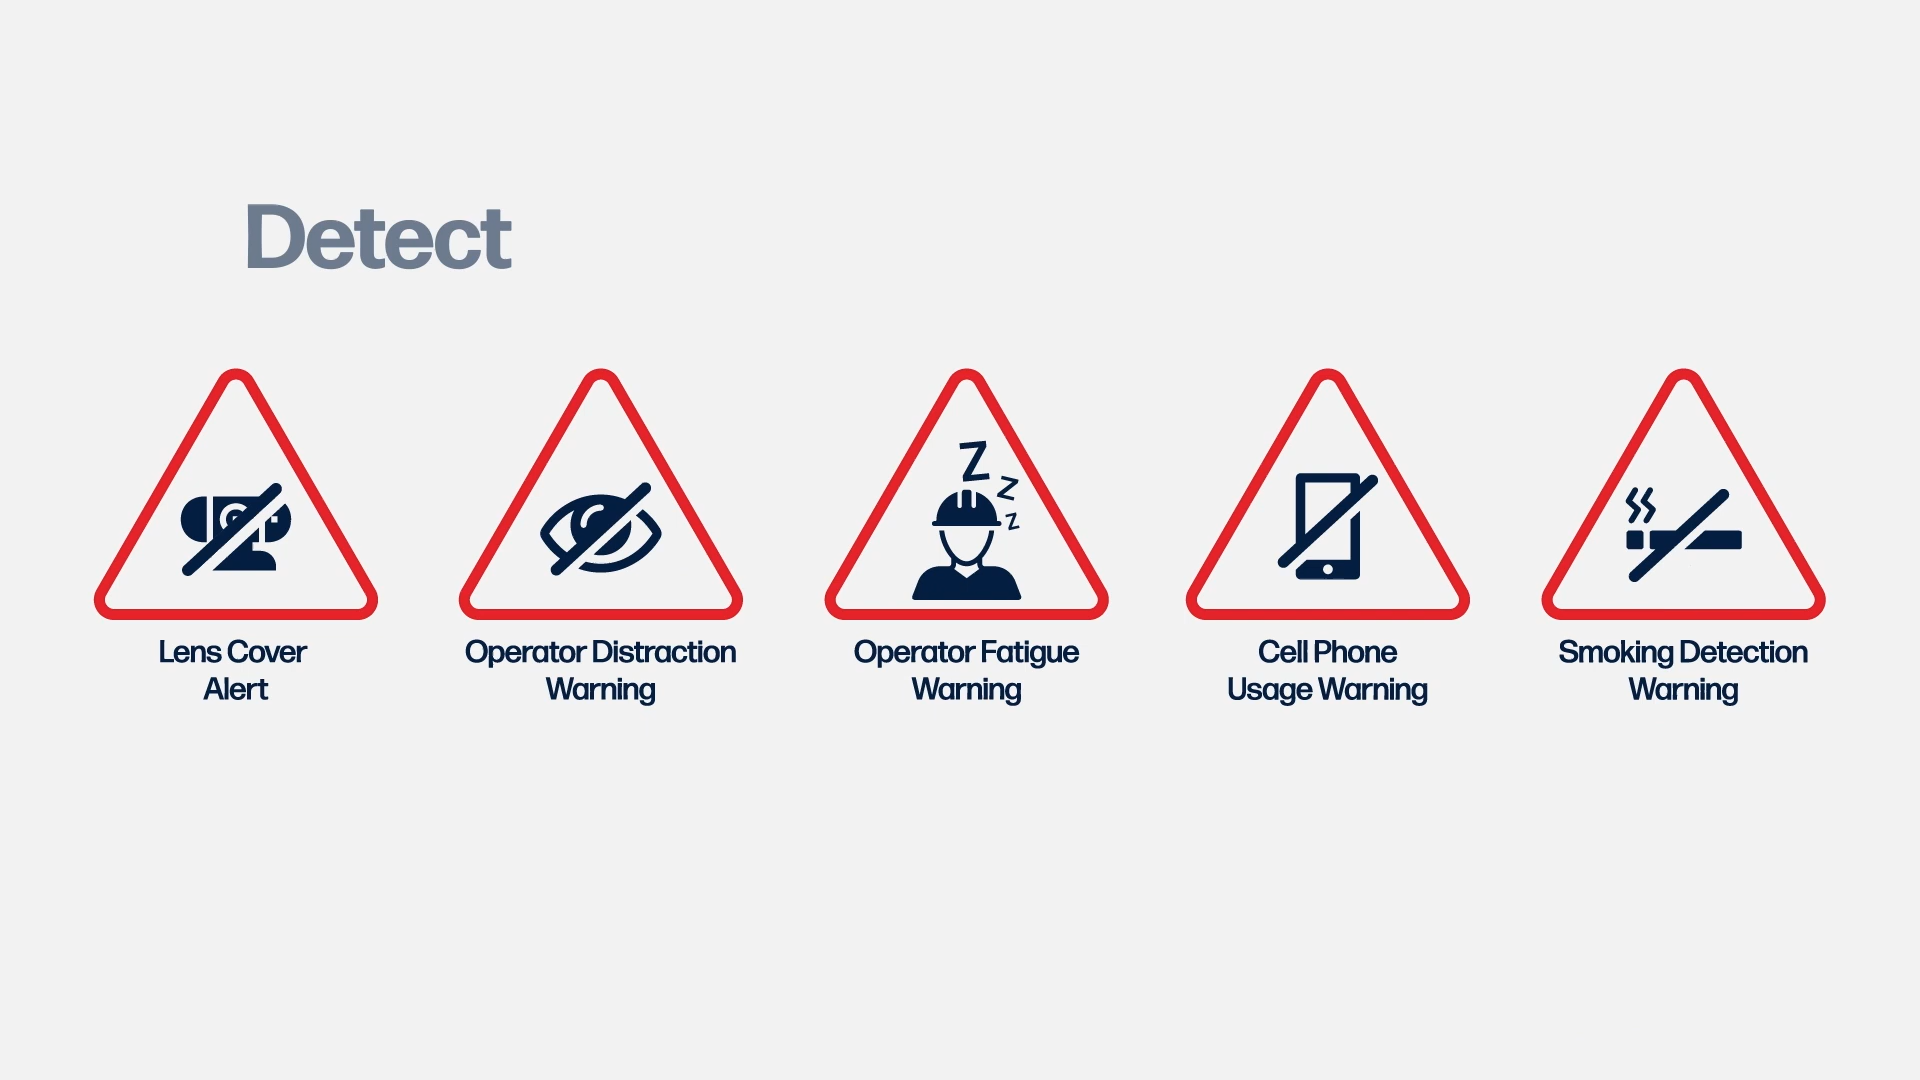 Detect
Z
Z
Z
Lens Cover
Alert
Operator Distraction
Warning
Operator Fatigue
Warning
Cell Phone
Usage Warning
Smoking Detection
Warning